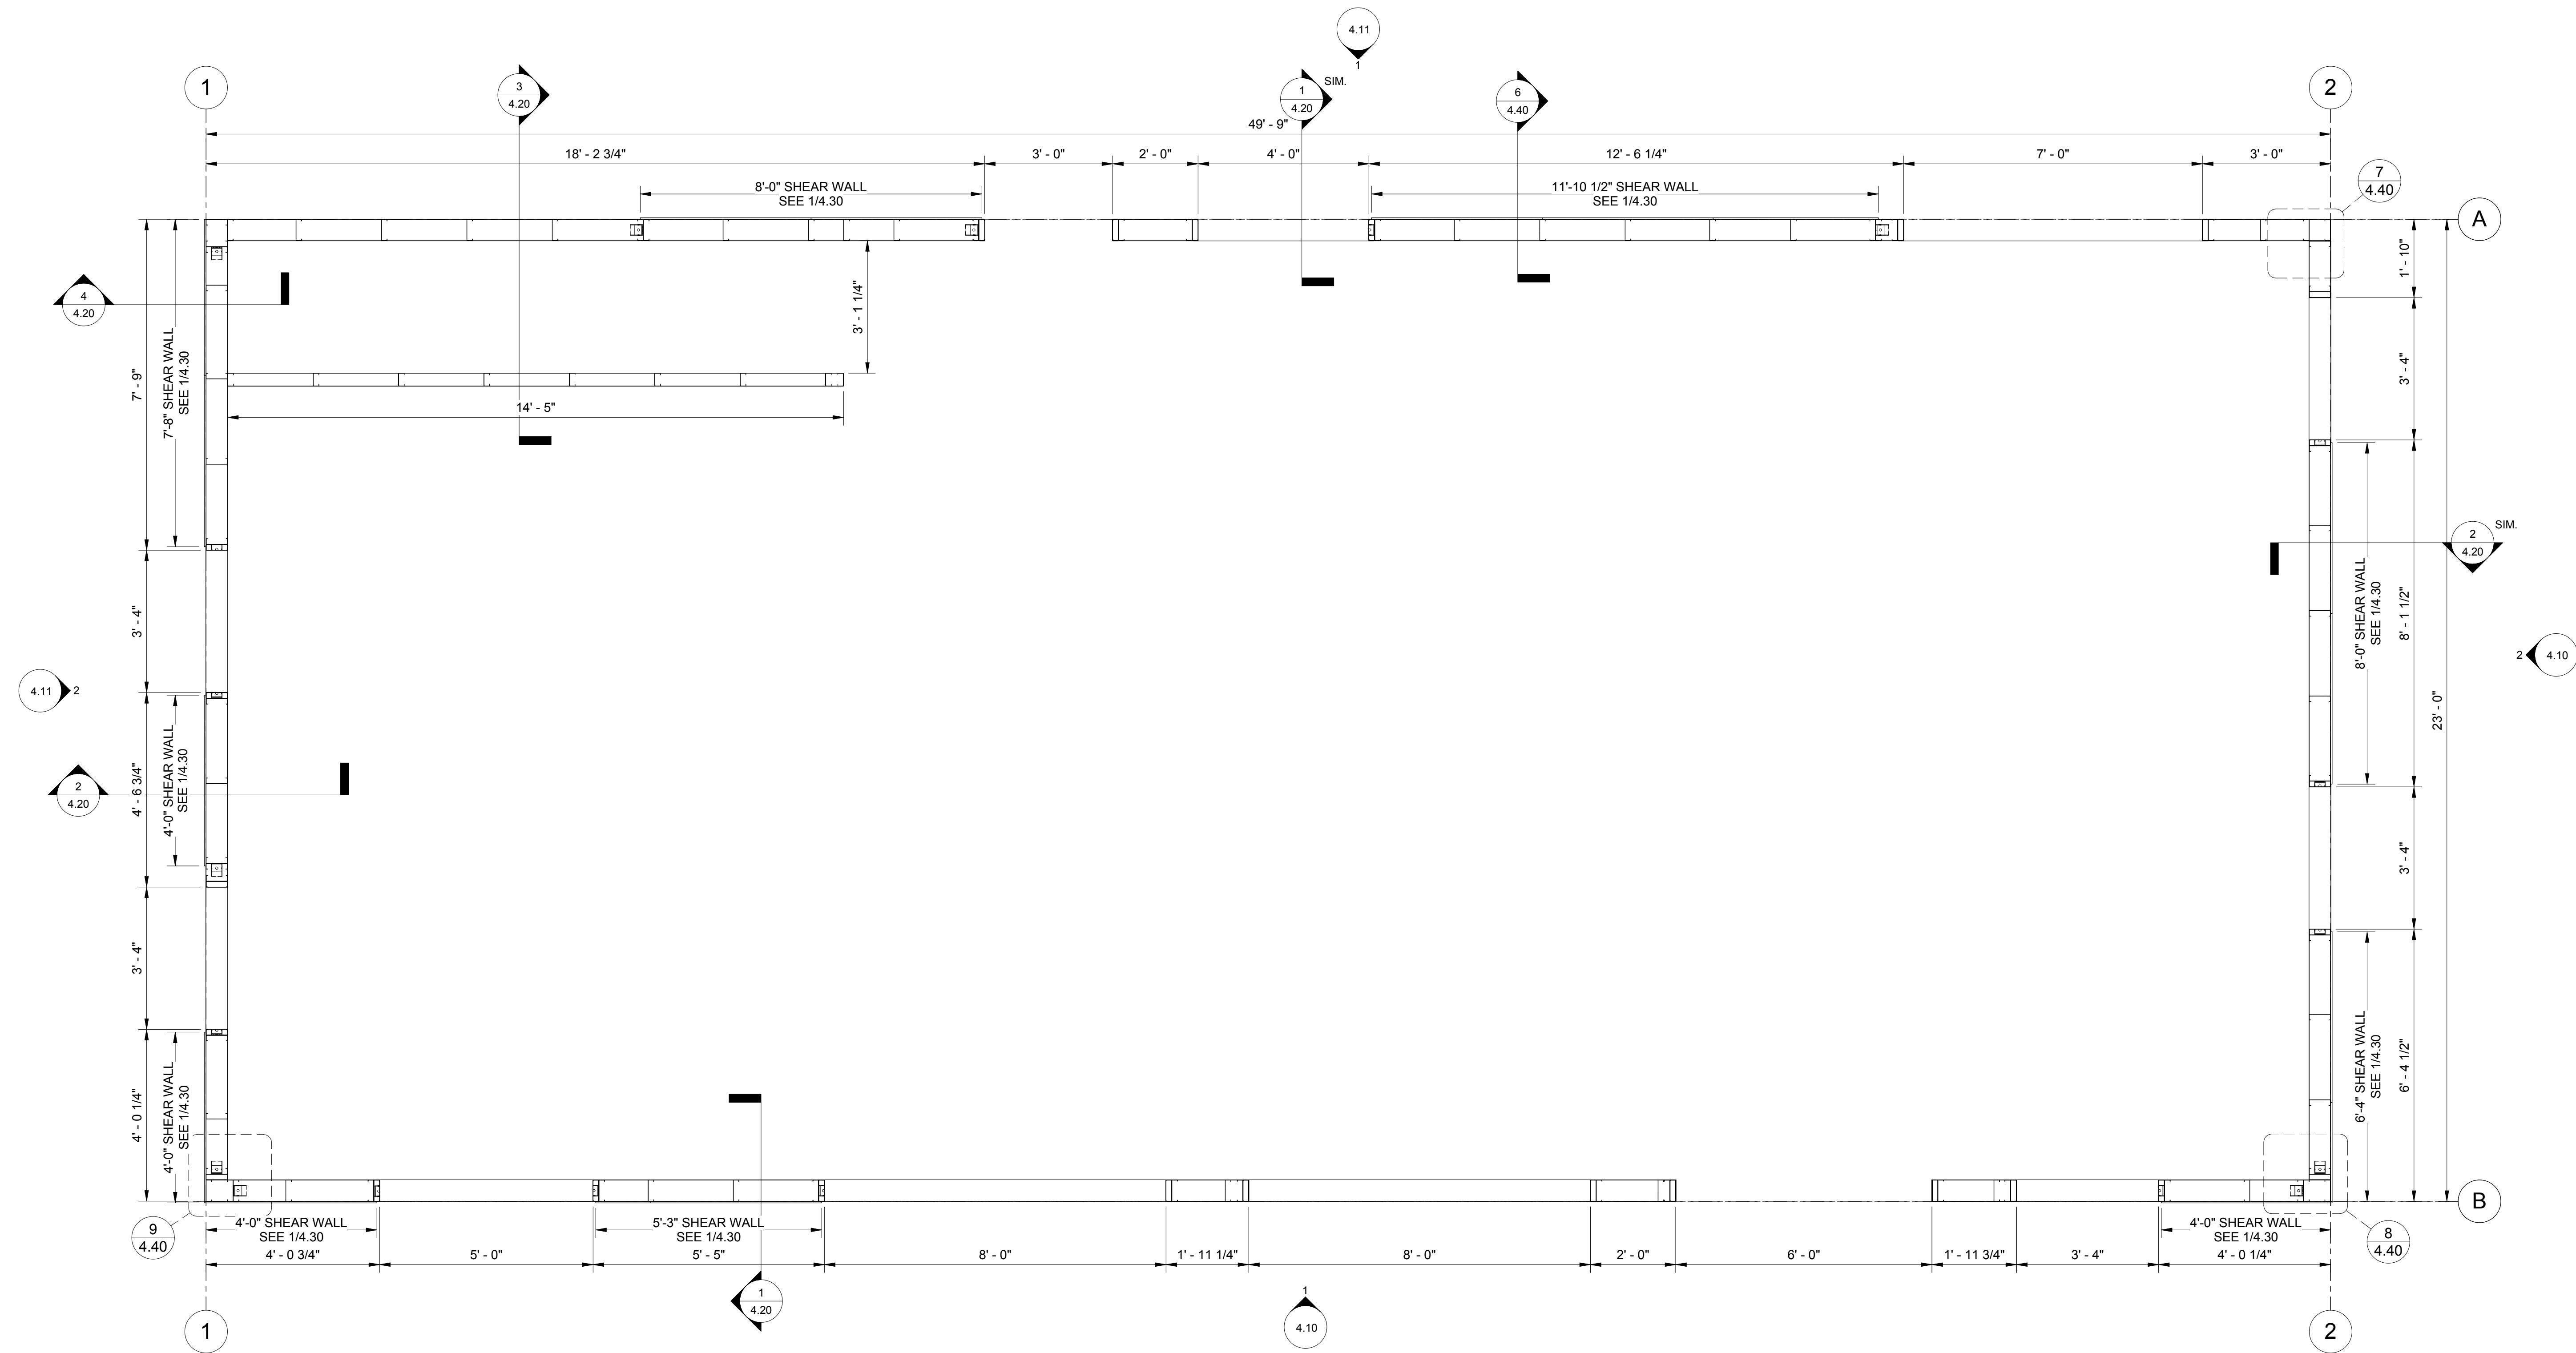 4.11
1
1
3
4.20
1
4.20
SIM.
6
4.40
2
49' - 9"
18' - 2 3/4"
3' - 0"
2' - 0"
4' - 0"
12' - 6 1/4"
7' - 0"
3' - 0"
8'-0" SHEAR WALL
SEE 1/4.30
11'-10 1/2" SHEAR WALL
SEE 1/4.30
7
4.40
A
4
4.20
7'-8" SHEAR WALL
SEE 1/4.30
7' - 9"
3' - 1 1/4"
14' - 5"
1' - 10"
3' - 4"
2
4.20
SIM.
3' - 4"
4.11
2
8'-0" SHEAR WALL
SEE 1/4.30
8' - 1 1/2"
2
4.10
23' - 0"
4' - 6 3/4"
4'-0" SHEAR WALL
SEE 1/4.30
2
4.20
3' - 4"
3' - 4"
4' - 0 1/4"
4'-0" SHEAR WALL
SEE 1/4.30
6'-4" SHEAR WALL
SEE 1/4.30
6' - 4 1/2"
B
9
4.40
4'-0" SHEAR WALL
SEE 1/4.30
5'-3" SHEAR WALL
SEE 1/4.30
4'-0" SHEAR WALL
SEE 1/4.30
8
4.40
4' - 0 3/4"
5' - 0"
5' - 5"
8' - 0"
1' - 11 1/4"
8' - 0"
2' - 0"
6' - 0"
1' - 11 3/4"
3' - 4"
4' - 0 1/4"
1
4.20
1
4.10
1
2